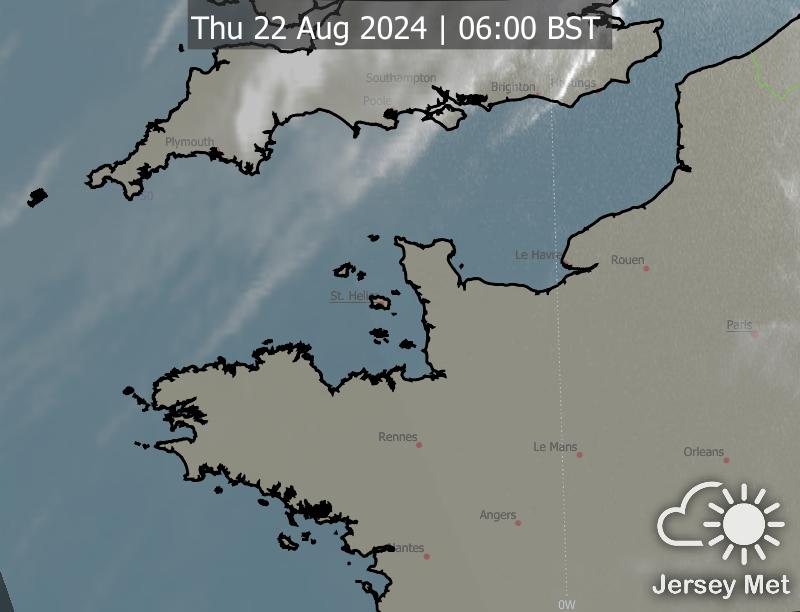 Thu 22 Aug 2024 | 06:00 BST
Southampton
Brighton
Poole
Plymouth
Le Havre
Rouen
St. Helier
Paris
Rennes
Le Mans
Orleans
Angers
Nantes
0W
Jersey Met